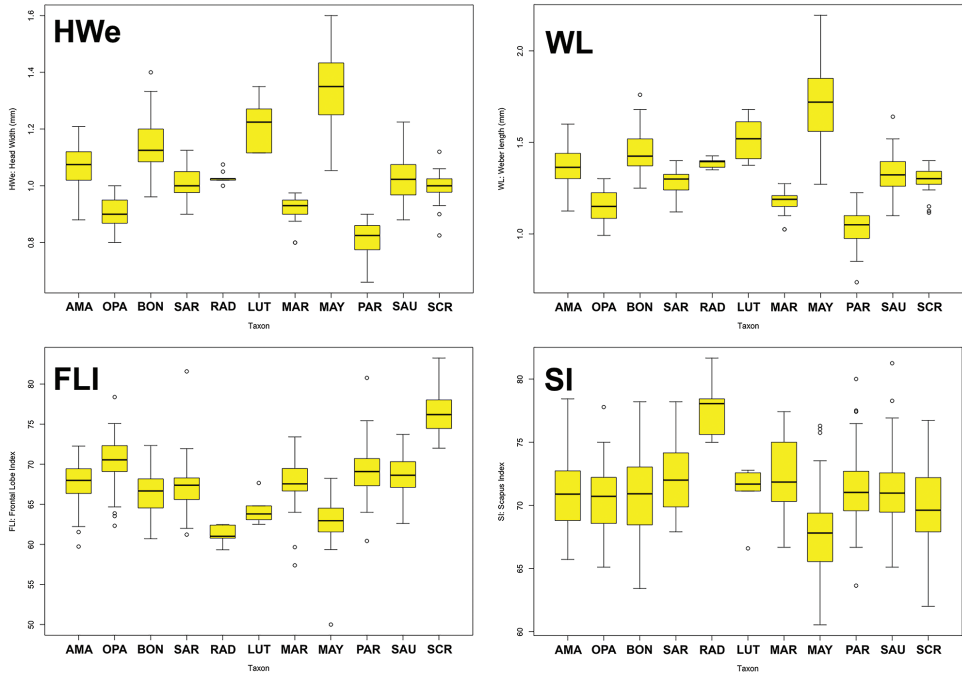 HWe
HWe: Head Width (mm)
1.6
1.4
1.2
1.0
0.8
AMA OPA BON SAR RAD LUT MAR MAY PAR SAU SCR
Taxon
WL
WL: Weber length (mm)
2.0
1.5
1.0
AMA OPA BON SAR RAD LUT MAR MAY PAR SAU SCR
Taxon
FLI
FLI: Frontal Lobe Index
80
75
70
65
60
55
50
AMA OPA BON SAR RAD LUT MAR MAY PAR SAU SCR
Taxon
SI
SI: Scapus Index
80
75
70
65
60
AMA OPA BON SAR RAD LUT MAR MAY PAR SAU SCR
Taxon